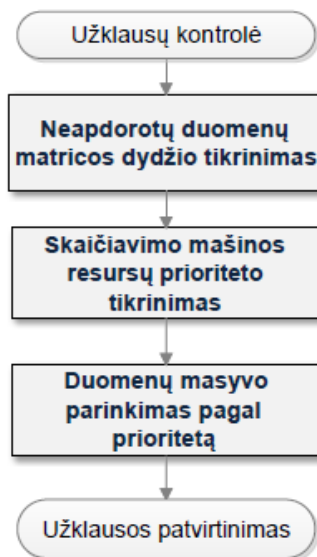 Užklausų kontrolė
Neapdorotų duomenų
matricos dydžio tikrinimas
Skaičiavimo mašinos
resursų prioriteto
tikrinimas
Duomenų masyvo
parinkimas pagal
prioritetą
Užklausos patvirtinimas